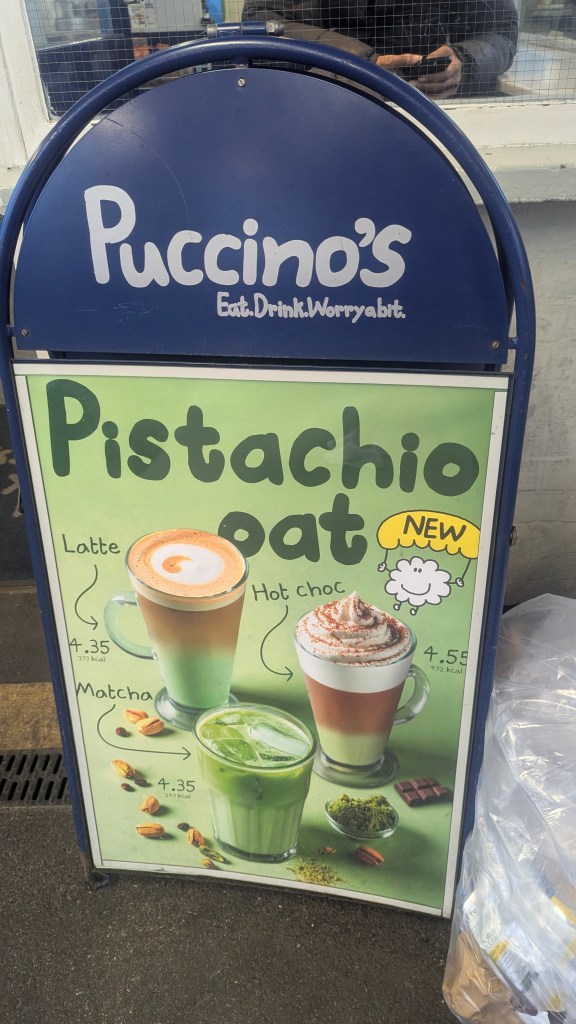 Puccino's
Eat.Drink.Worryabit.
Pistachio
oat
NEW
Latte
Hot choc
4.35
4.55
Matcha
4.35